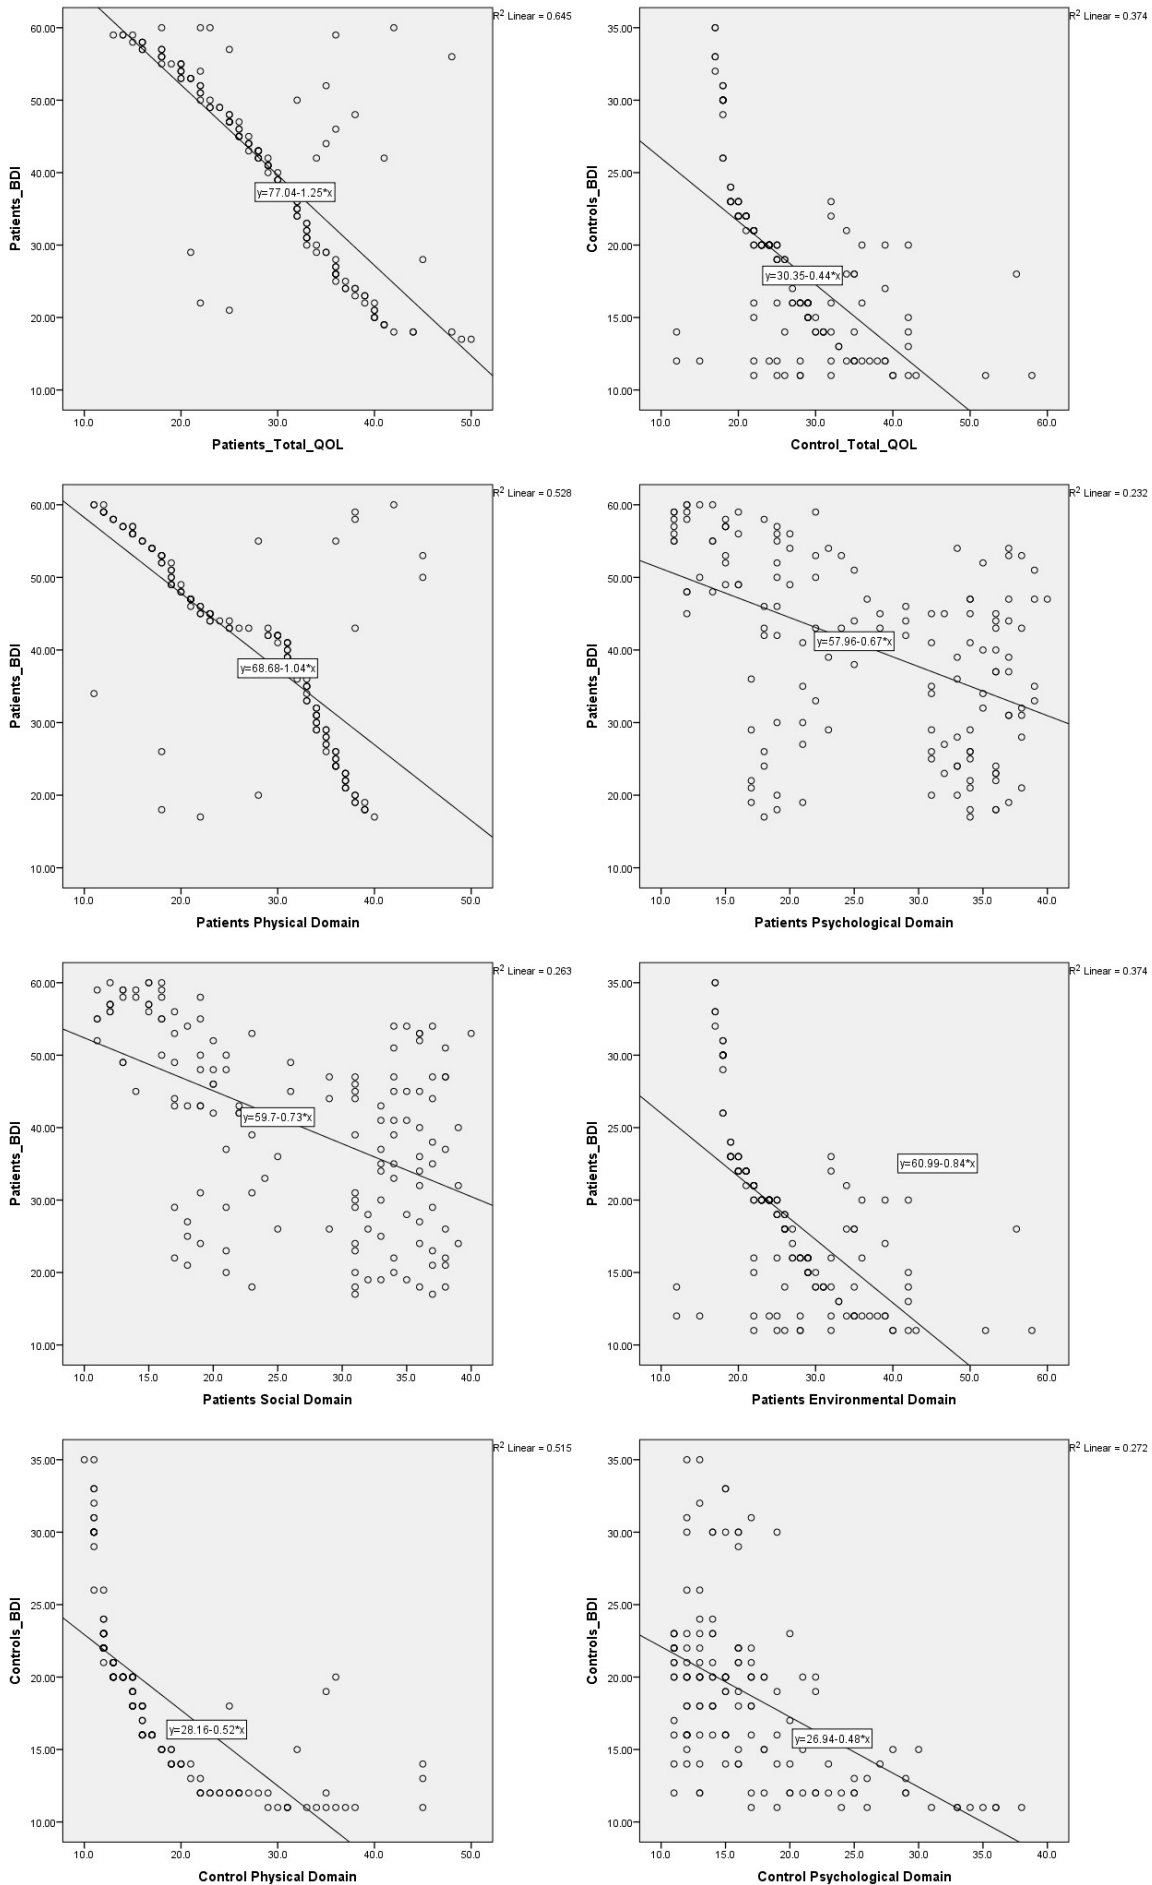 R2 Linear = 0.645
60.00
50.00
40.00
30.00
20.00
10.00
Patients_BDI
y=77.04-1.25*x
10.0 20.0 30.0 40.0 50.0
Patients_Total_QOL
R2 Linear = 0.374
35.00
30.00
25.00
20.00
15.00
10.00
Controls_BDI
y=30.35-0.44*x
10.0 20.0 30.0 40.0 50.0 60.0
Control_Total_QOL
R2 Linear = 0.528
60.00
50.00
40.00
30.00
20.00
10.00
Patients_BDI
y=68.68-1.04*x
10.0 20.0 30.0 40.0 50.0
Patients Physical Domain
R2 Linear = 0.232
60.00
50.00
40.00
30.00
20.00
10.00
Patients_BDI
y=57.96-0.67*x
10.0 15.0 20.0 25.0 30.0 35.0 40.0
Patients Psychological Domain
R2 Linear = 0.263
60.00
50.00
40.00
30.00
20.00
10.00
Patients_BDI
y=59.7-0.73*x
10.0 15.0 20.0 25.0 30.0 35.0 40.0
Patients Social Domain
R2 Linear = 0.374
35.00
30.00
25.00
20.00
15.00
10.00
Patients_BDI
y=60.99-0.84*x
10.0 20.0 30.0 40.0 50.0 60.0
Patients Environmental Domain
R2 Linear = 0.515
35.00
30.00
25.00
20.00
15.00
10.00
Controls_BDI
y=28.16-0.52*x
10.0 20.0 30.0 40.0 50.0
Control Physical Domain
R2 Linear = 0.272
35.00
30.00
25.00
20.00
15.00
10.00
Controls_BDI
y=26.94-0.48*x
10.0 15.0 20.0 25.0 30.0 35.0 40.0
Control Psychological Domain